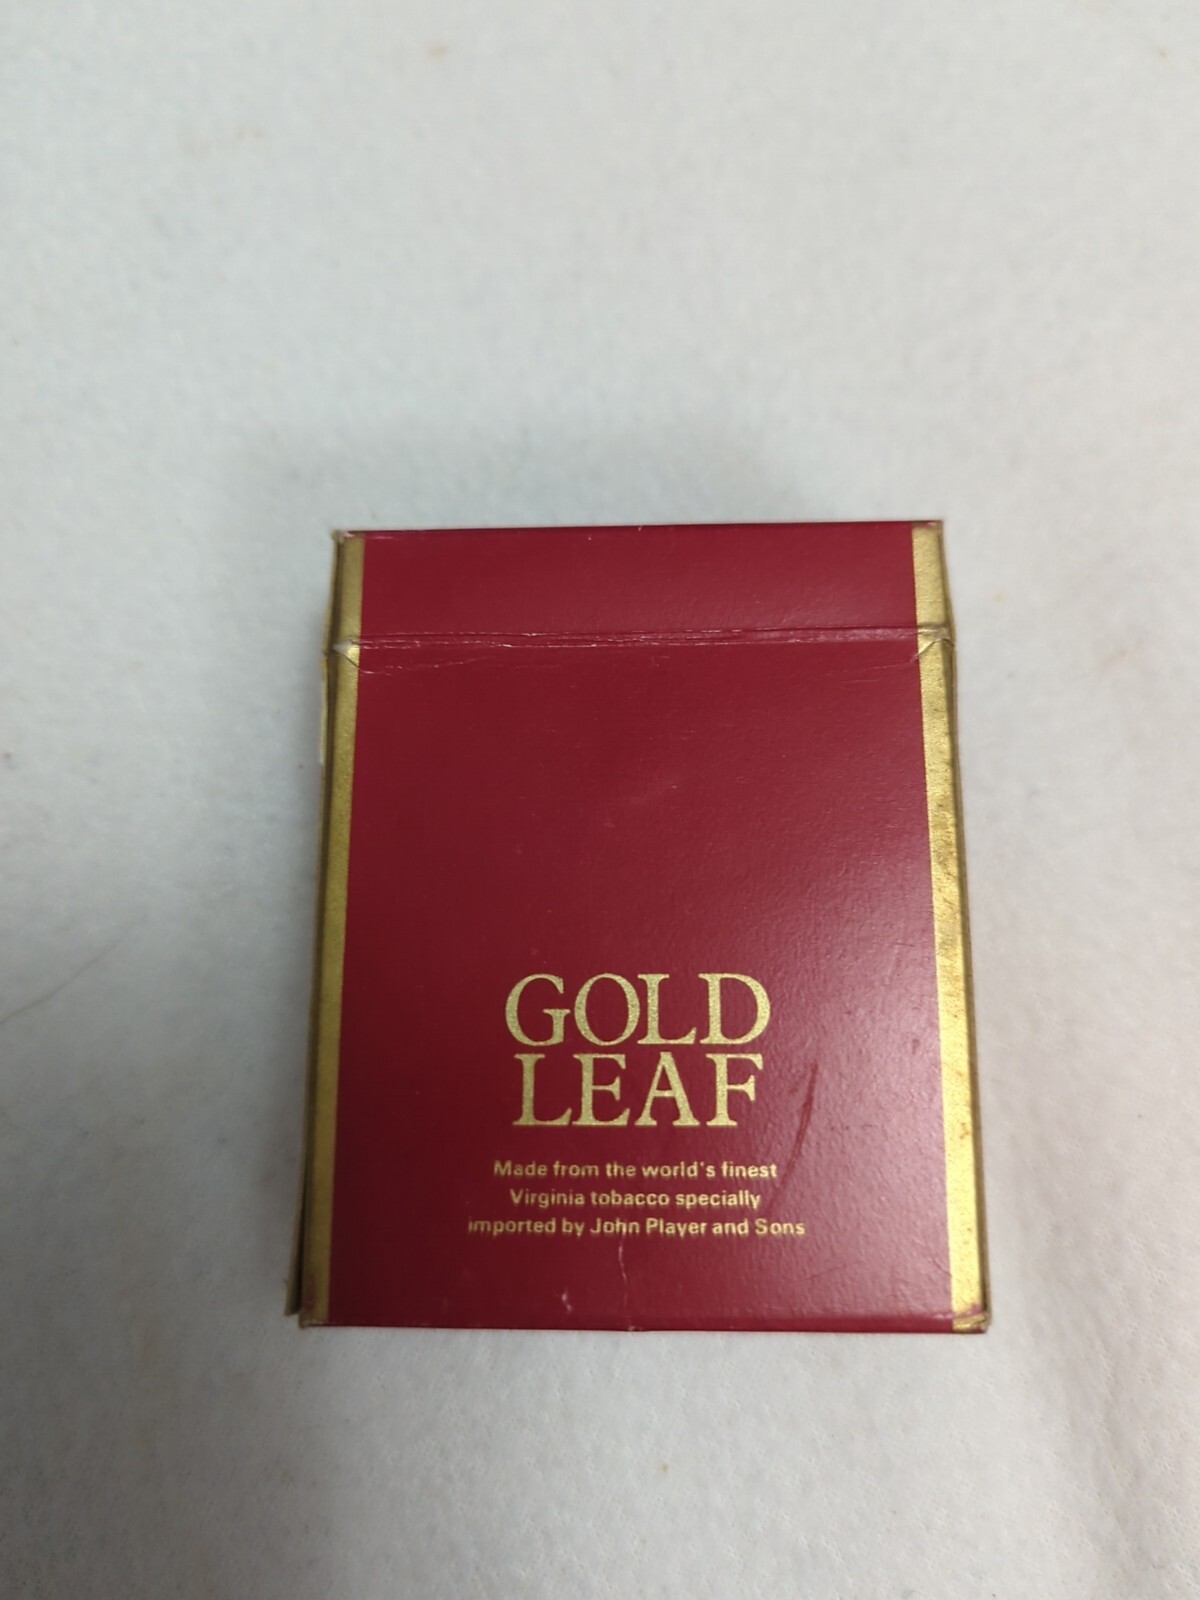 GOLD
LEAF
Made from the world's finest
Virginia tobacco specially
imported by John Player and Sons